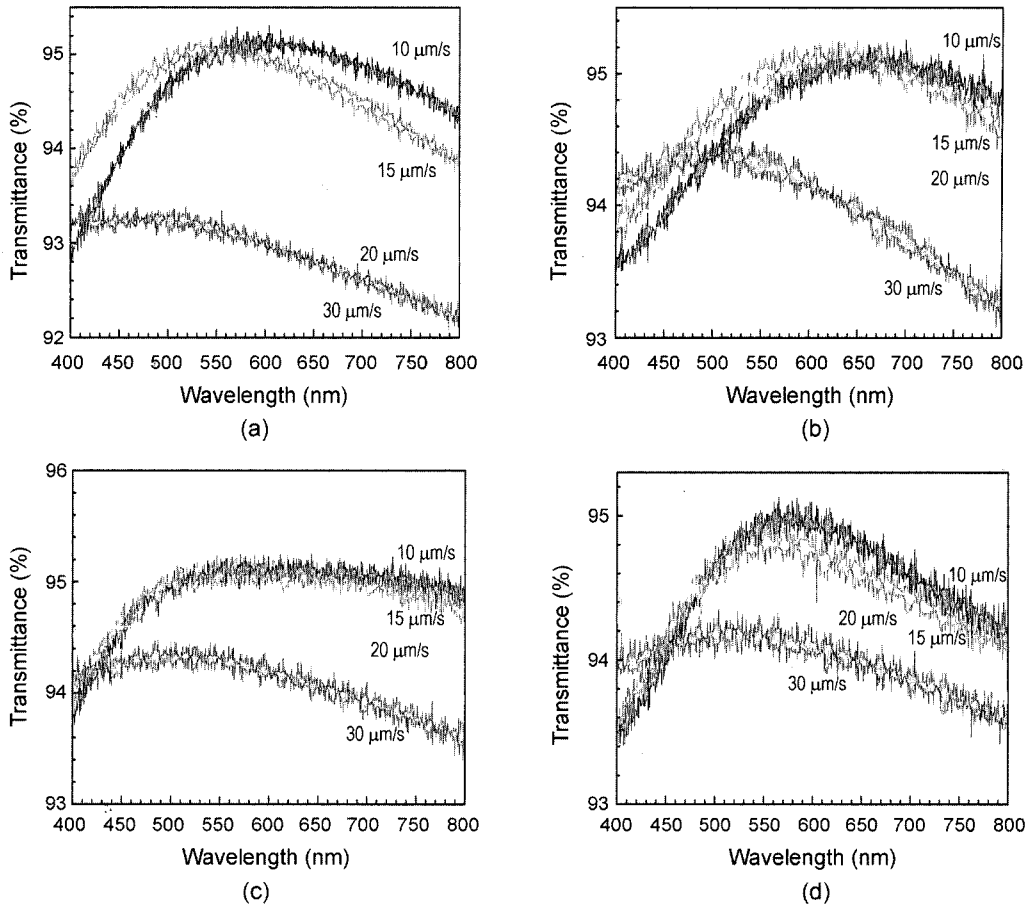 95
94
93
92
Transmittance (%)
10 μm/s
15 μm/s
20 μm/s
30 μm/s
400 450 500 550 600 650 700 750 800
Wavelength (nm)
(a)
95
94
93
Transmittance (%)
10 μm/s
15 μm/s
20 μm/s
30 μm/s
400 450 500 550 600 650 700 750 800
Wavelength (nm)
(b)
96
95
94
93
Transmittance (%)
10 μm/s
15 μm/s
20 μm/s
30 μm/s
400 450 500 550 600 650 700 750 800
Wavelength (nm)
(c)
95
94
93
Transmittance (%)
10 μm/s
20 μm/s
15 μm/s
30 μm/s
400 450 500 550 600 650 700 750 800
Wavelength (nm)
(d)